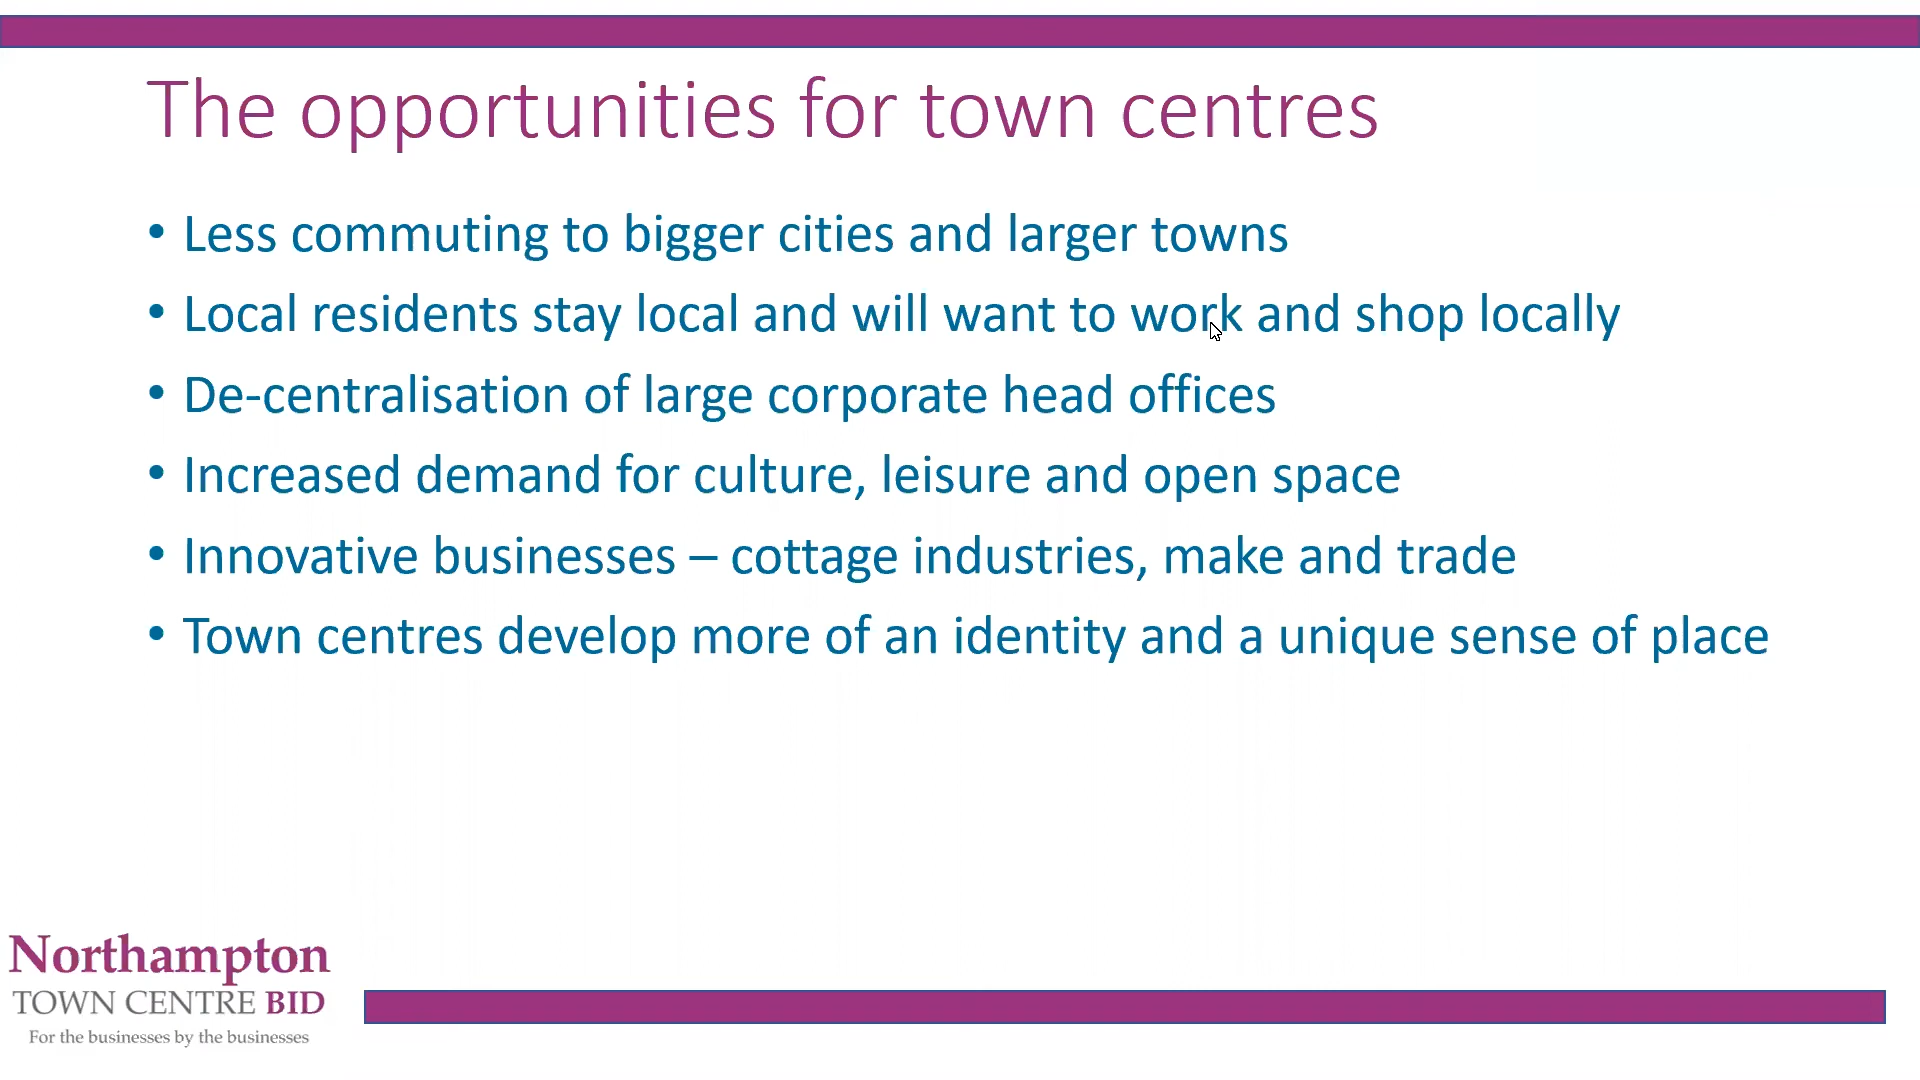 The opportunities for town centres
• Less commuting to bigger cities and larger towns
• Local residents stay local and will want to work and shop locally
• De-centralisation of large corporate head offices
• Increased demand for culture, leisure and open space
• Innovative businesses – cottage industries, make and trade
• Town centres develop more of an identity and a unique sense of place
Northampton
TOWN CENTRE BID
For the businesses by the businesses